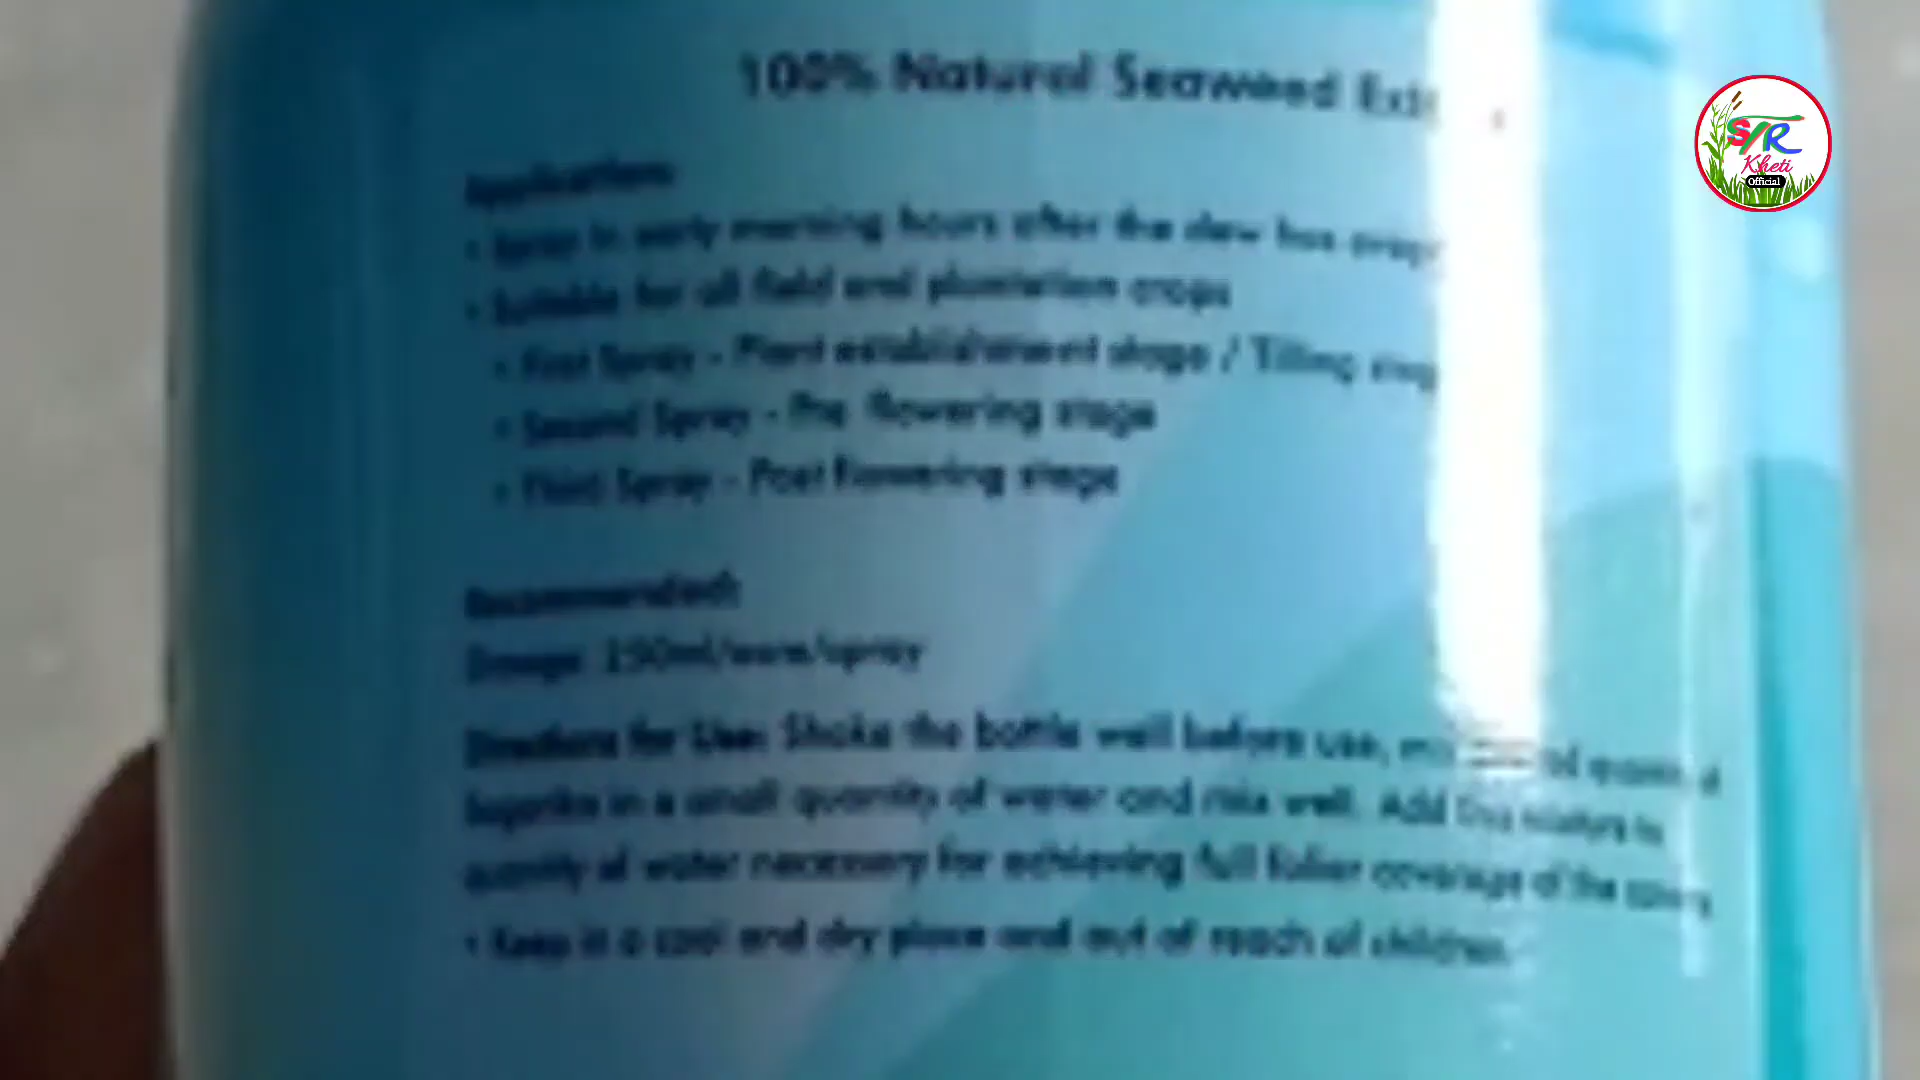 100% Natural Seaweed
Applications:
• Spray in early morning hours after the dew has
• Suitable for all field and plantation crops
• First Spray - Plant establishment stage / Tilling
• Second Spray - Pre flowering stage
• Third Spray - Post flowering stage
Recommended:
Dosage: 250ml/acre/spray
Directions for Use: Shake the bottle well before use,
in a small quantity of water and mix well. Add this mixture to
quantity of water necessary for achieving full foliar coverage of the
• Keep in a cool and dry place and out of reach of children.
STR
Kheti
Official